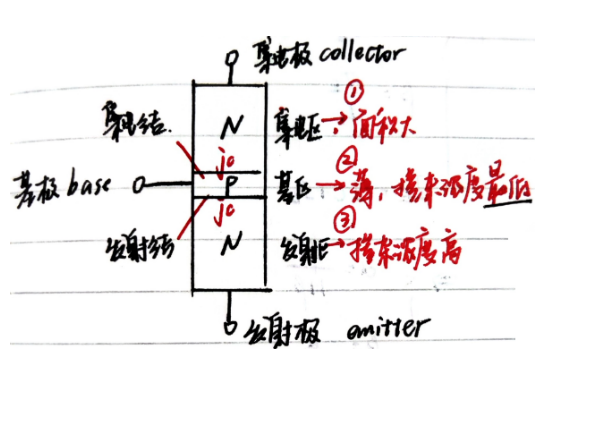 集电极 collector
①
集电结. N 集电区 → 面积大
jc
②
基极 base P 基区 → 薄，掺杂浓度最低
jc
③
发射结 N 发射区 → 掺杂浓度高
发射极 emitter